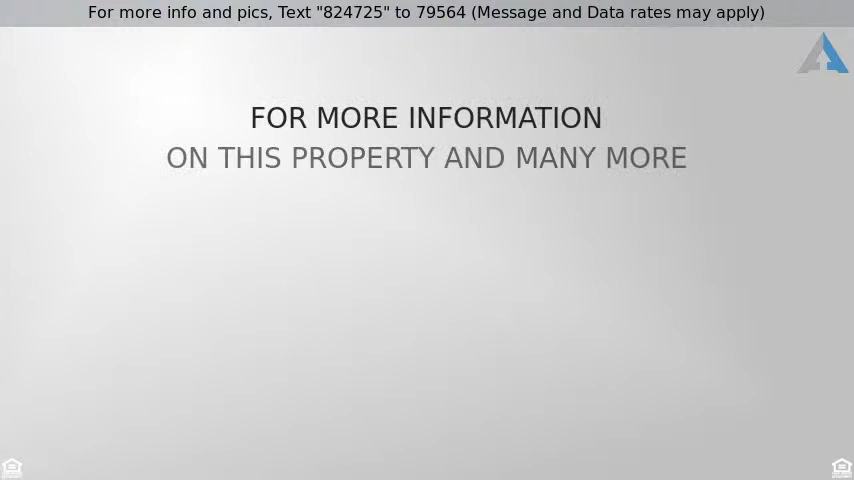 For more info and pics, Text "824725" to 79564 (Message and Data rates may apply)
FOR MORE INFORMATION
ON THIS PROPERTY AND MANY MORE